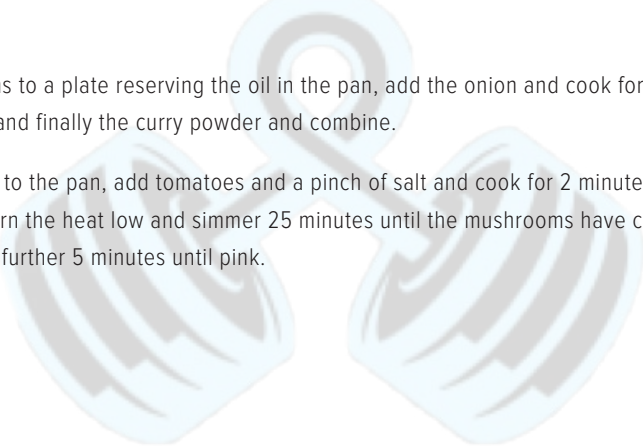 to a plate reserving the oil in the pan, add the onion and cook for
and finally the curry powder and combine.
to the pan, add tomatoes and a pinch of salt and cook for 2 minute
the heat low and simmer 25 minutes until the mushrooms have
further 5 minutes until pink.